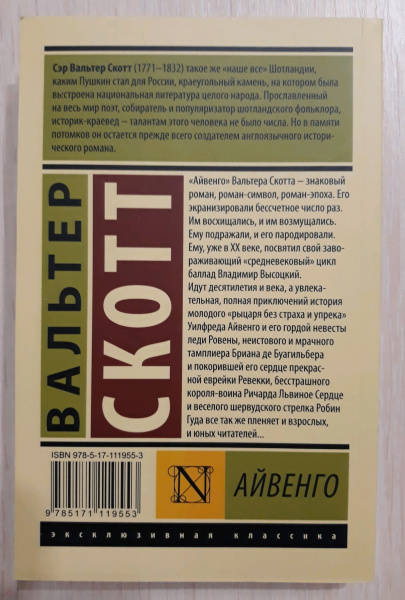 Сэр Вальтер Скотт (1771–1832) такое же «наше все» Шотландии,
каким Пушкин стал для России, краеугольный камень, на котором была
выстроена национальная литература целого народа. Прославленный
на весь мир поэт, собиратель и популяризатор шотландского фольклора,
историк-краевед – талантам этого человека не было числа. Но в памяти
потомков он остается прежде всего создателем англоязычного истори-
ческого романа.
ВАЛЬТЕР
СКОТТ
«Айвенго» Вальтера Скотта – знаковый
роман, роман-символ, роман-эпоха. Его
экранизировали бессчетное число раз.
Им восхищались, и им возмущались.
Ему подражали, и его пародировали.
Ему, уже в XX веке, посвятил свой заво-
раживающий «средневековый» цикл
баллад Владимир Высоцкий.
Идут десятилетия и века, а увлека-
тельная, полная приключений история
молодого «рыцаря без страха и упрека»
Уилфреда Айвенго и его гордой невесты
леди Ровены, неистового и мрачного
тамплиера Бриана де Буагильбера
и покорившей его сердце прекрас-
ной еврейки Ревекки, бесстрашного
короля-воина Ричарда Львиное Сердце
и веселого шервудского стрелка Робин
Гуда все так же пленяет и взрослых,
и юных читателей...
ISBN 978-5-17-111955-3
9 785171 119553
N
АЙВЕНГО
эксклюзивная классика